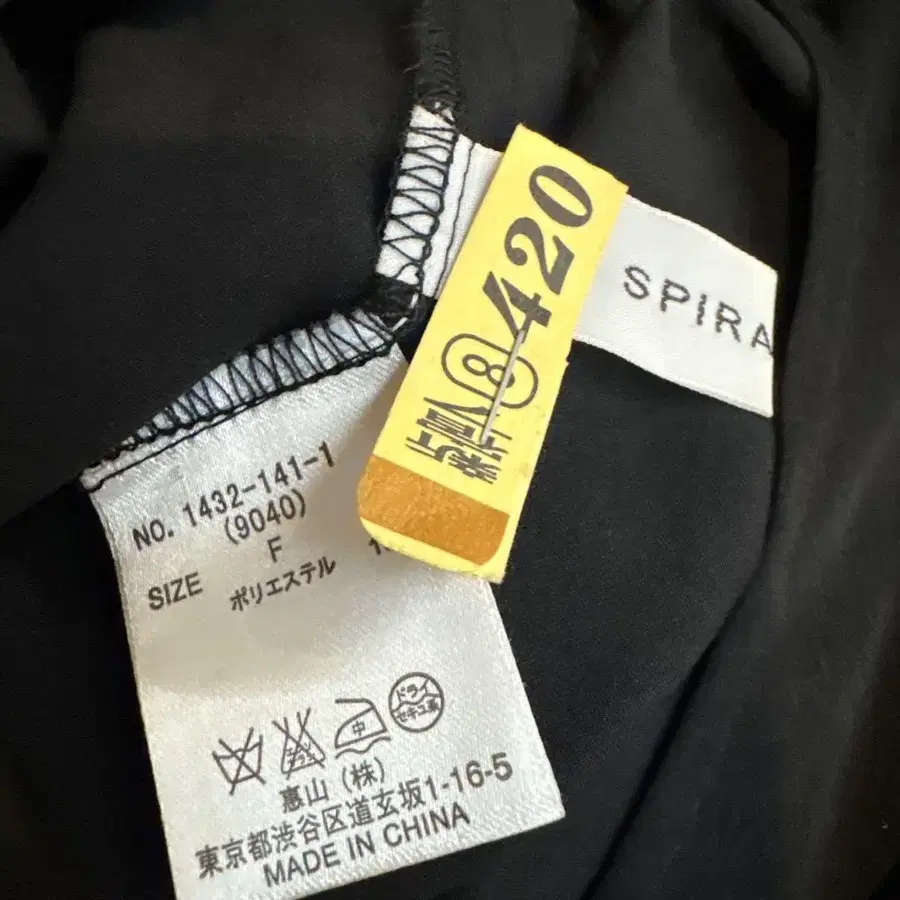 420
8
SPIRA
NO. 1432-141-1
(9040)
SIZE F
ポリエステル
中
ドライ
セキユ系
惠山(株)
東京都渋谷区道玄坂1-16-5
MADE IN CHINA